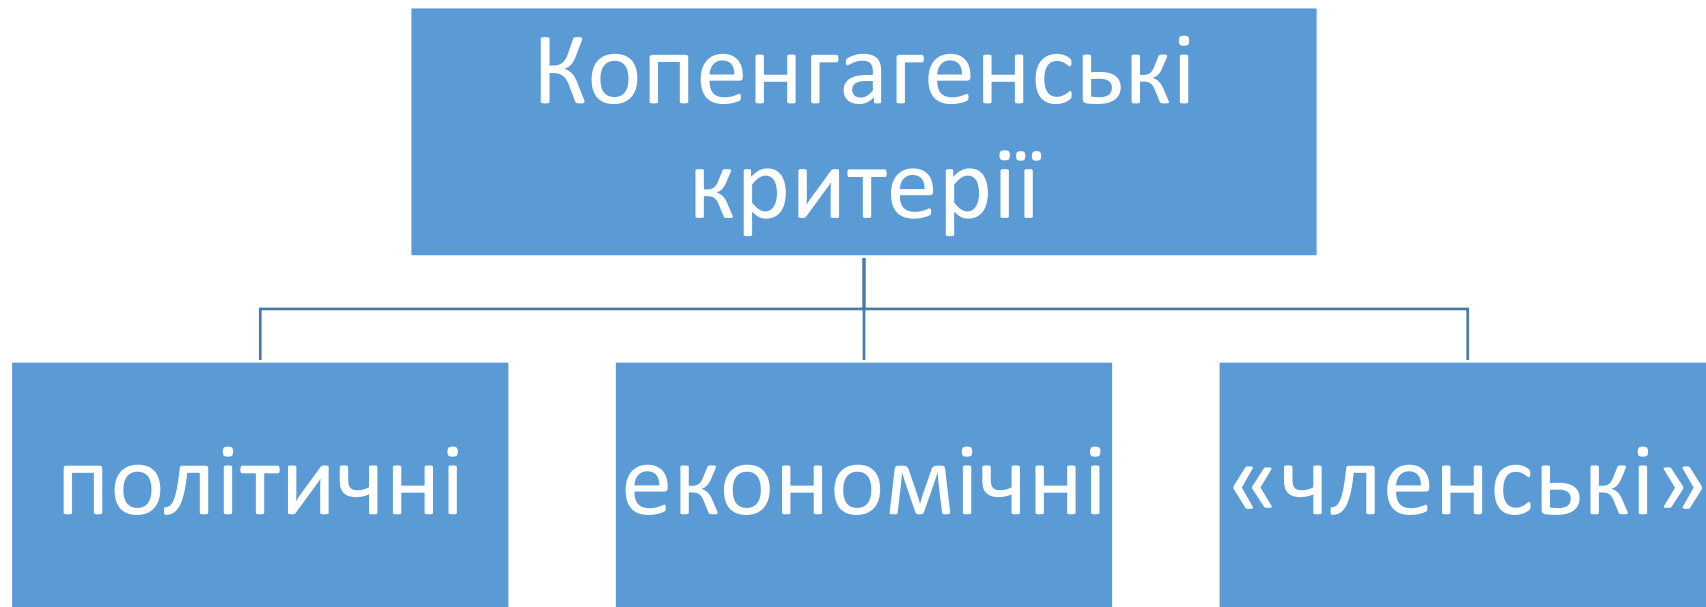 Копенгагенські
критерії
політичні
економічні
«членські»